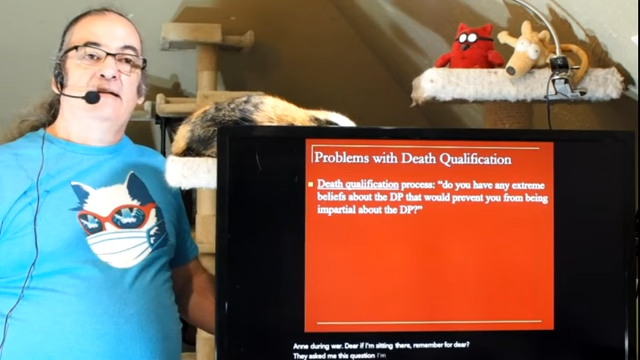 Problems with Death Qualification
Death qualification process: “do you have any extreme
beliefs about the DP that would prevent you from being
impartial about the DP?”
Anne during war. Dear if I'm sitting there, remember for dear?
They asked me this question I'm